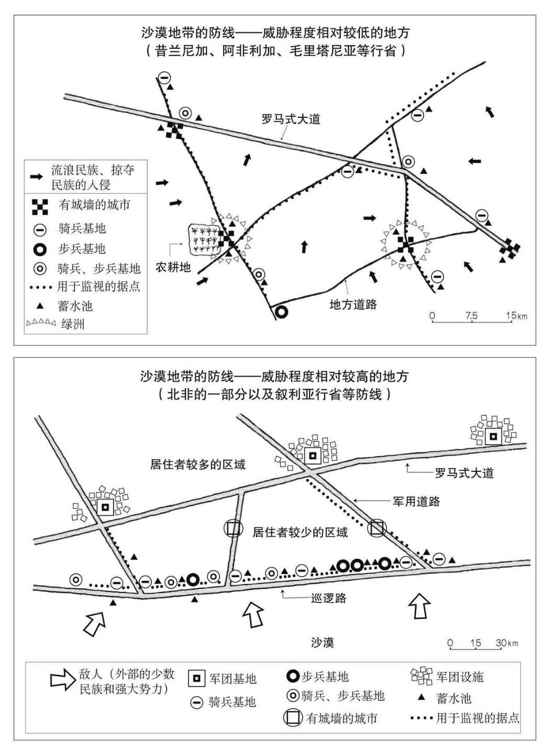 沙漠地带的防线——威胁程度相对较低的地方
（昔兰尼加、阿非利加、毛里塔尼亚等行省）
罗马式大道
流浪民族、掠夺
民族的入侵
有城墙的城市
骑兵基地
步兵基地
骑兵、步兵基地
用于监视的据点
蓄水池
绿洲
农耕地
地方道路
0 7.5 15km
沙漠地带的防线——威胁程度相对较高的地方
（北非的一部分以及叙利亚行省等防线）
居住者较多的区域
罗马式大道
军用道路
居住者较少的区域
巡逻路
沙漠
0 15 30km
敌人（外部的少数
民族和强大势力）
军团基地
骑兵基地
步兵基地
骑兵、步兵基地
有城墙的城市
军团设施
蓄水池
用于监视的据点